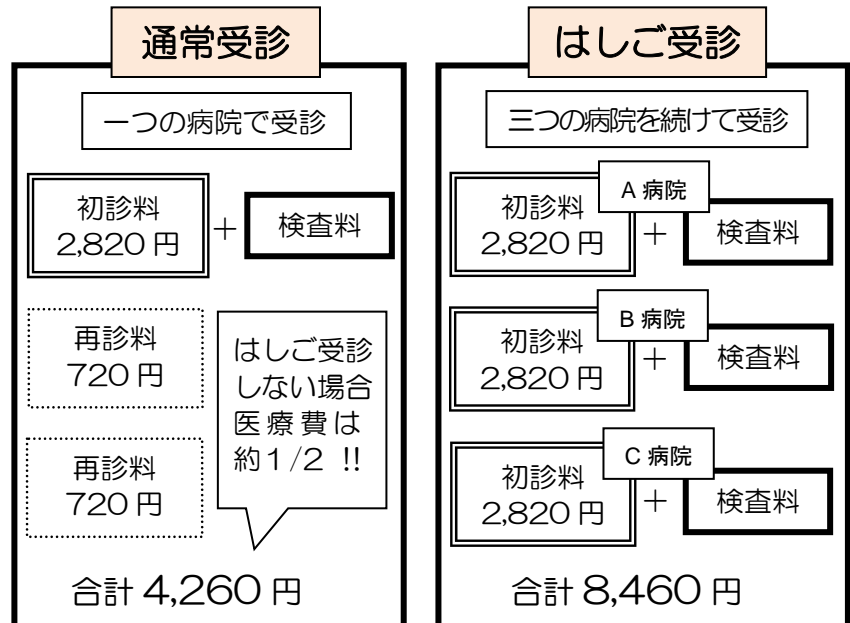 通常受診
一つの病院で受診
初診料
2,820 円
+
検査料
再診料
720 円
再診料
720 円
はしご受診
しない場合
医療費は
約1/2 !!
合計 4,260 円
はしご受診
三つの病院を続けて受診
A 病院
初診料
2,820 円
+
検査料
B 病院
初診料
2,820 円
+
検査料
C 病院
初診料
2,820 円
+
検査料
合計 8,460 円